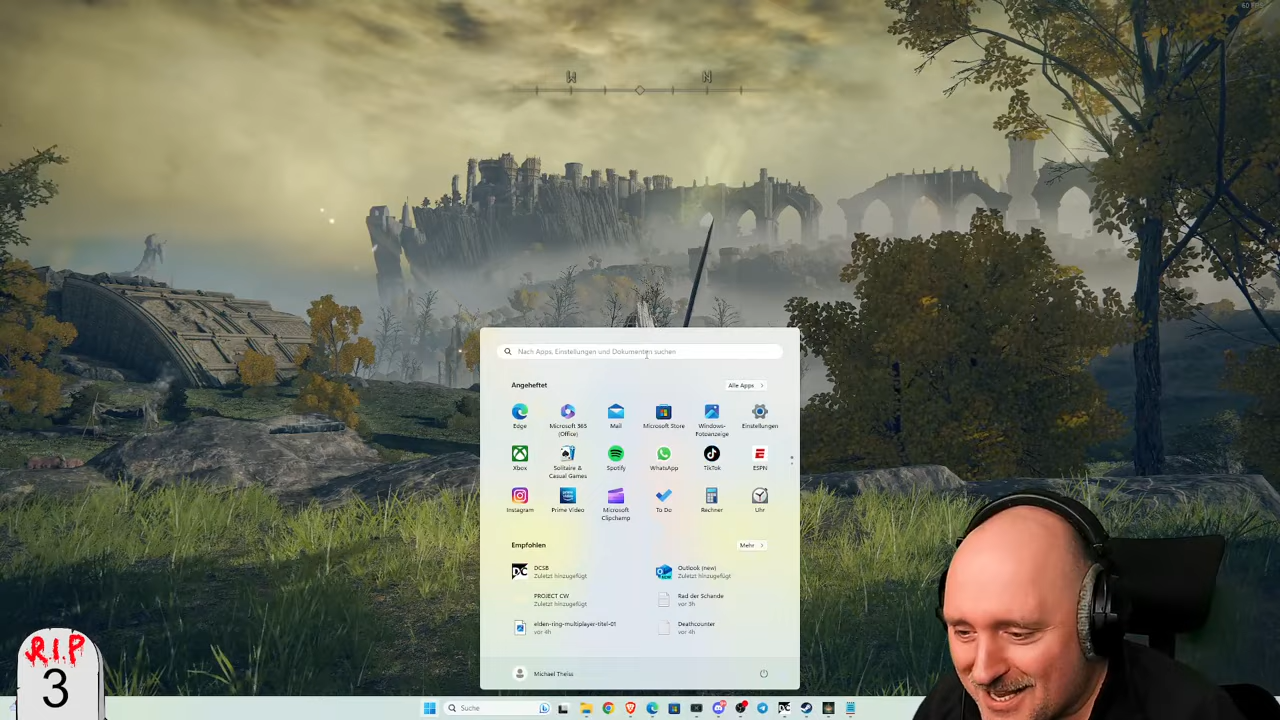 60 FPS
W N
Nach Apps, Einstellungen und Dokumenten suchen
Angeheftet
Alle Apps
Edge
Microsoft 365 (Office)
Mail
Microsoft Store
Windows-Fotoanzeige
Einstellungen
Xbox
Solitaire & Casual Games
Spotify
WhatsApp
TikTok
ESPN
Instagram
Prime Video
Microsoft Clipchamp
To Do
Rechner
Uhr
Empfohlen
Mehr
DCSB
Zuletzt hinzugefügt
Outlook (new)
Zuletzt hinzugefügt
PROJECT CW
Zuletzt hinzugefügt
Rad der Schande
vor 3h
elden-ring-multiplayer-titel-01
vor 4h
Deathcounter
vor 4h
Michael Theiss
R.I.P
3
Suche